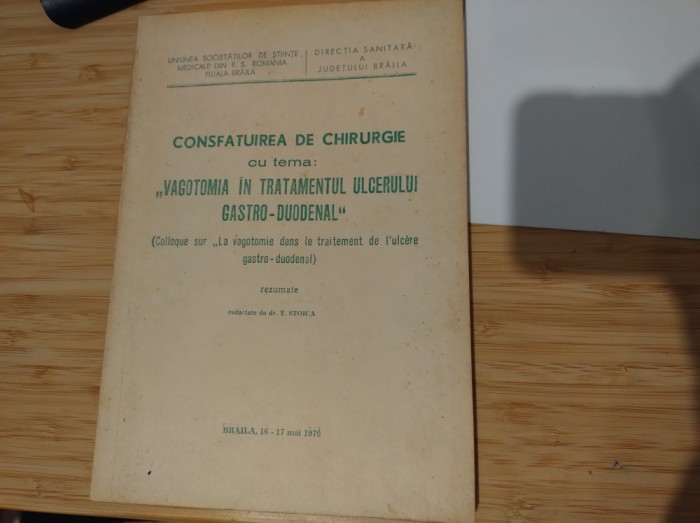 UNIUNEA SOCIETĂȚILOR DE ȘTIINȚE
MEDICALE DIN R. S. ROMANIA
FILIALA BRĂILA
DIRECȚIA SANITARĂ
A
JUDEȚULUI BRĂILA
CONSFATUIREA DE CHIRURGIE
cu tema:
„VAGOTOMIA ÎN TRATAMENTUL ULCERULUI
GASTRO-DUODENAL“
(Colloque sur „La vagotomie dans le traitement de l'ulcère
gastro-duodenal)
rezumate
redactate de dr. T. STOICA
BRĂILA, 16-17 mai 1970